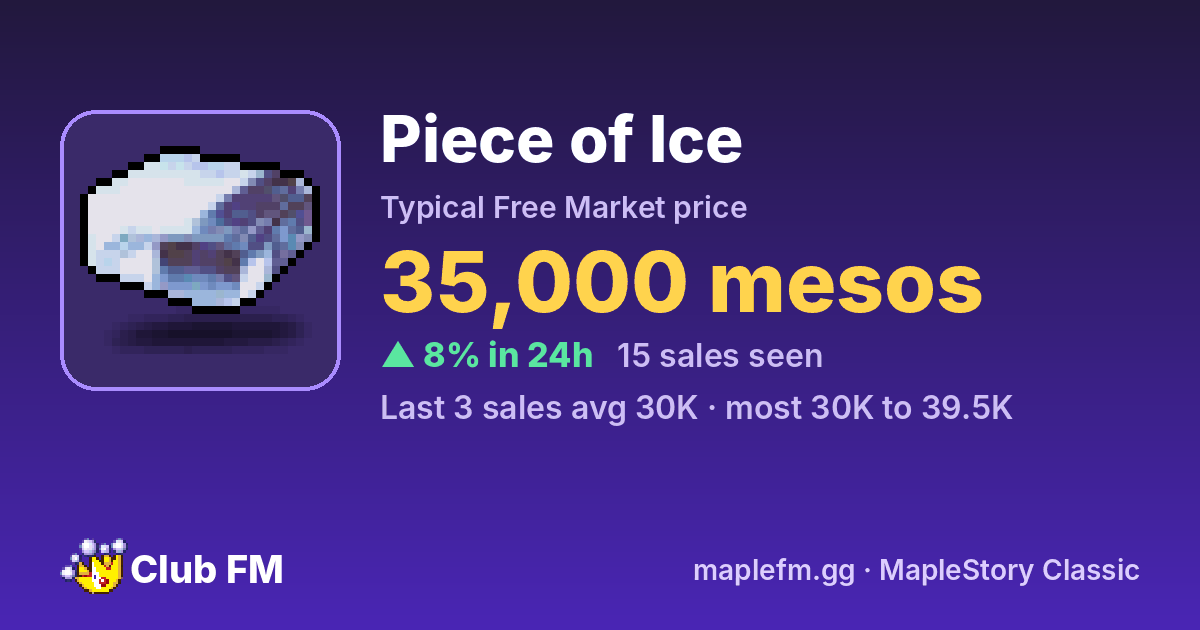 Piece of Ice
Typical Free Market price
35,000 mesos
▲ 8% in 24h 15 sales seen
Last 3 sales avg 30K · most 30K to 39.5K
Club FM
maplefm.gg · MapleStory Classic